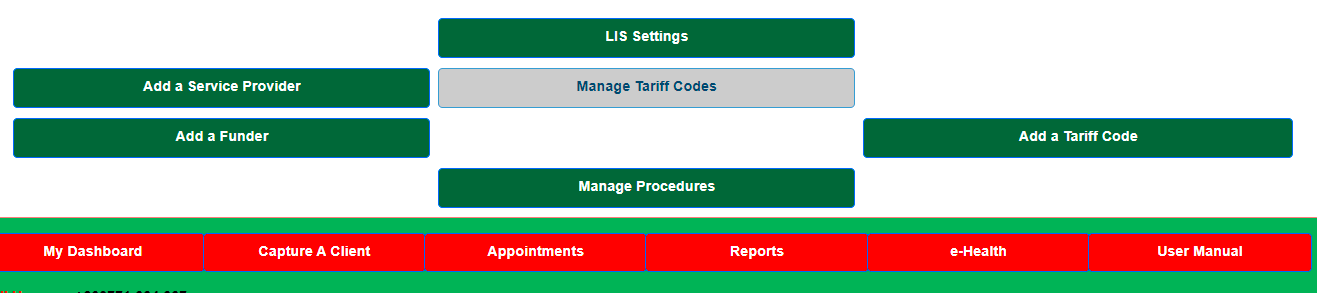 LIS Settings
Add a Service Provider
Manage Tariff Codes
Add a Funder
Add a Tariff Code
Manage Procedures
My Dashboard
Capture A Client
Appointments
Reports
e-Health
User Manual